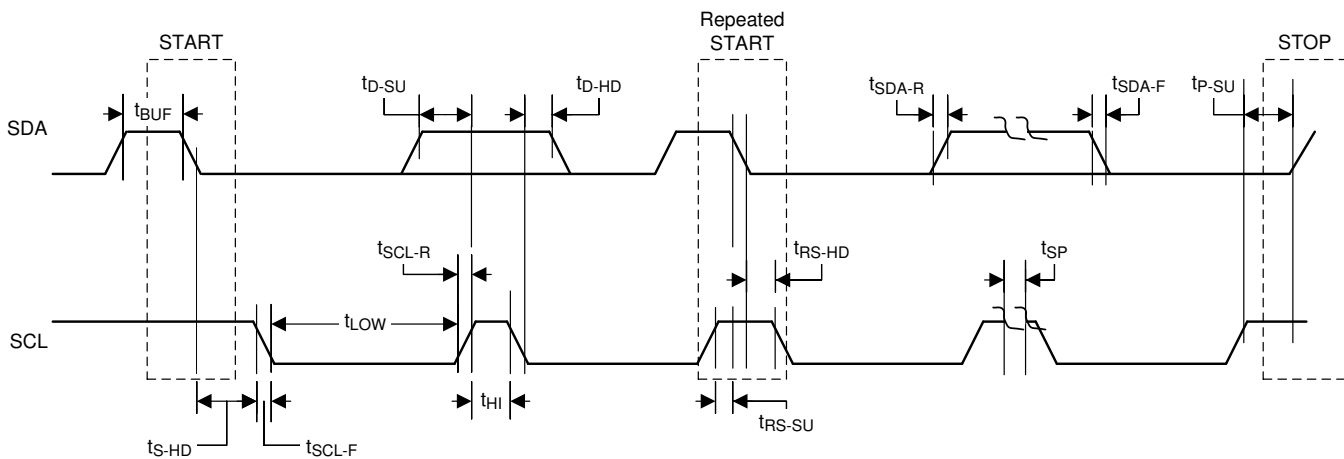 Repeated
START
START
STOP
tD-SU
tD-HD
tSDA-R
tSDA-F
tP-SU
tBUF
SDA
tSCL-R
tRS-HD
tSP
tLOW
SCL
tHI
tRS-SU
tS-HD
tSCL-F